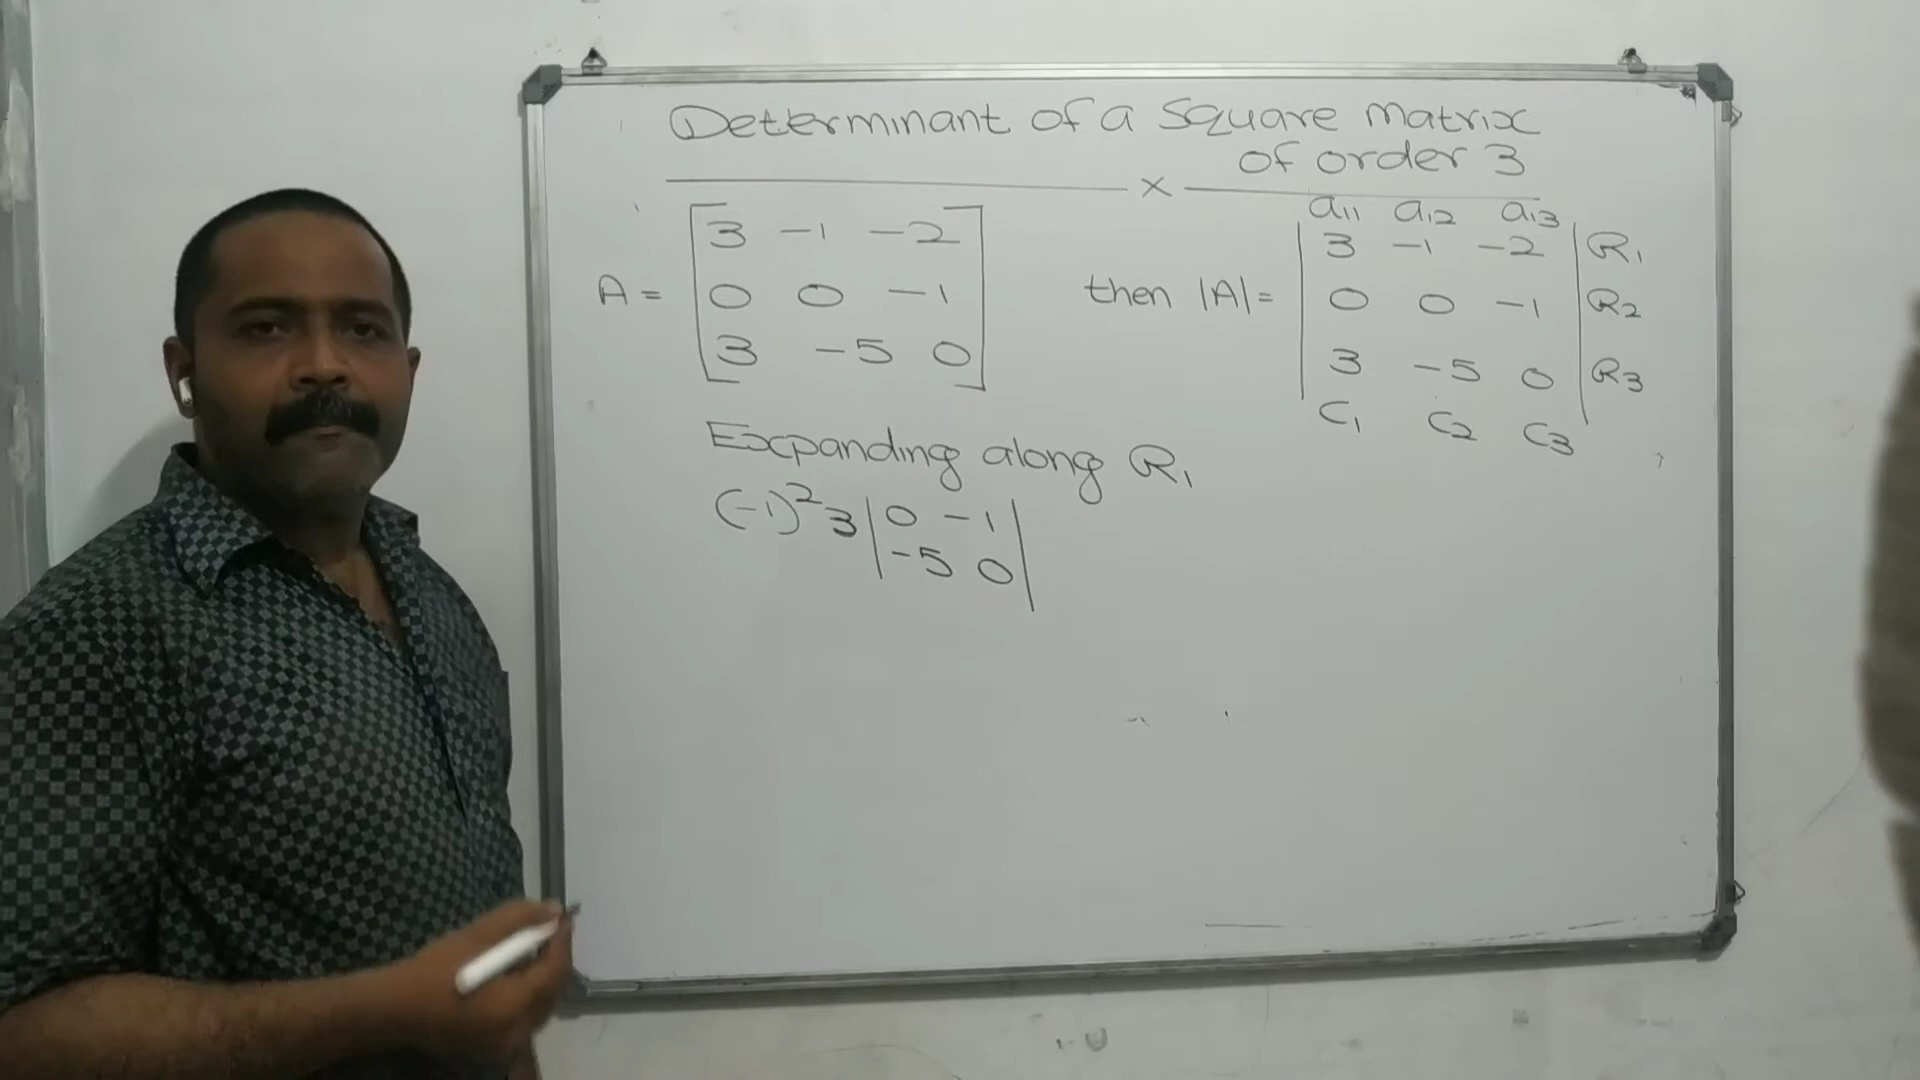 Determinant of a Square Matrix
of order 3
x
a11 a12 a13
A = [ 3 -1 -2
0 0 -1
3 -5 0 ]
then |A| = | 3 -1 -2 | R1
0 0 -1 R2
3 -5 0 R3
C1 C2 C3
Expanding along R1
(-1)² 3 | 0 -1 |
-5 0